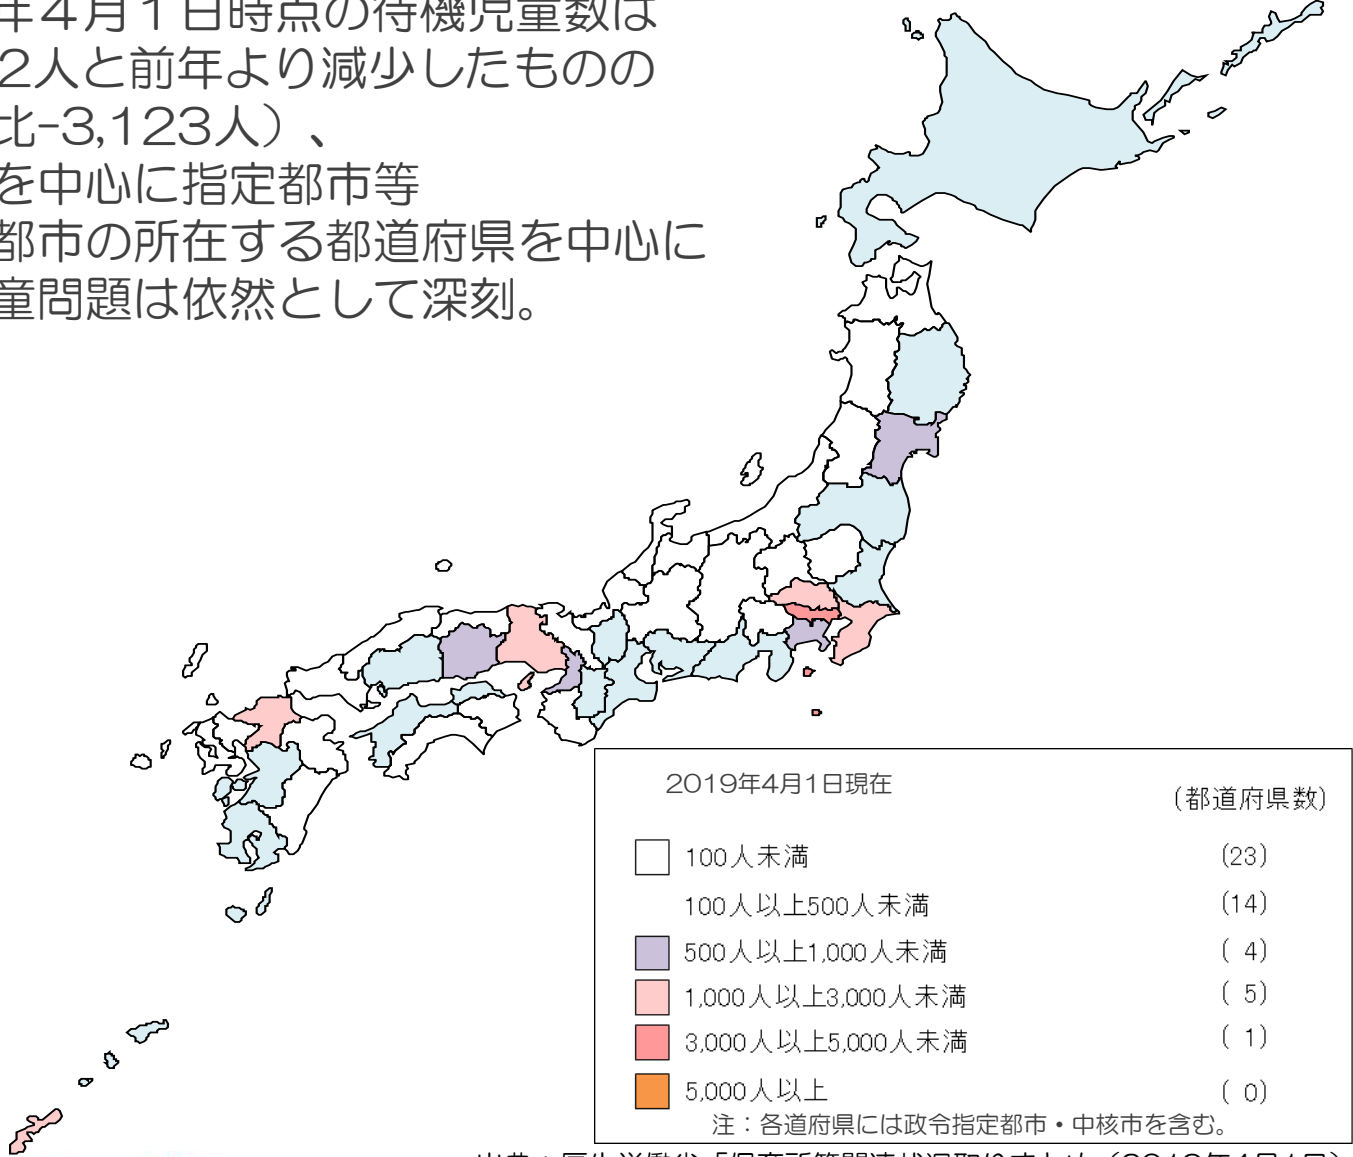 年４月１日時点の待機児童数は
2人と前年より減少したものの
比-3,123人）、
を中心に指定都市等
都市の所在する都道府県を中心に
童問題は依然として深刻。
2019年4月1日現在
(都道府県数)
100人未満 (23)
100人以上500人未満 (14)
500人以上1,000人未満 ( 4)
1,000人以上3,000人未満 ( 5)
3,000人以上5,000人未満 ( 1)
5,000人以上 ( 0)
注：各道府県には政令指定都市・中核市を含む。